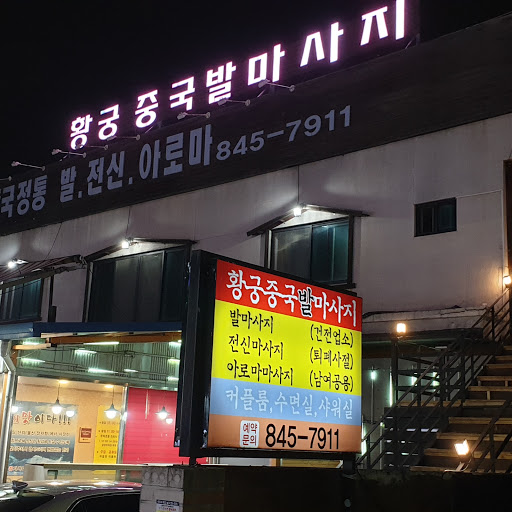 황궁 중국발마사지
국정통 발.전신.아로마 845-7911
황궁중국발마사지
발마사지 (건전업소)
전신마사지 (퇴폐사절)
아로마마사지 (남여공용)
커플룸,수면실,샤워실
예약문의 845-7911